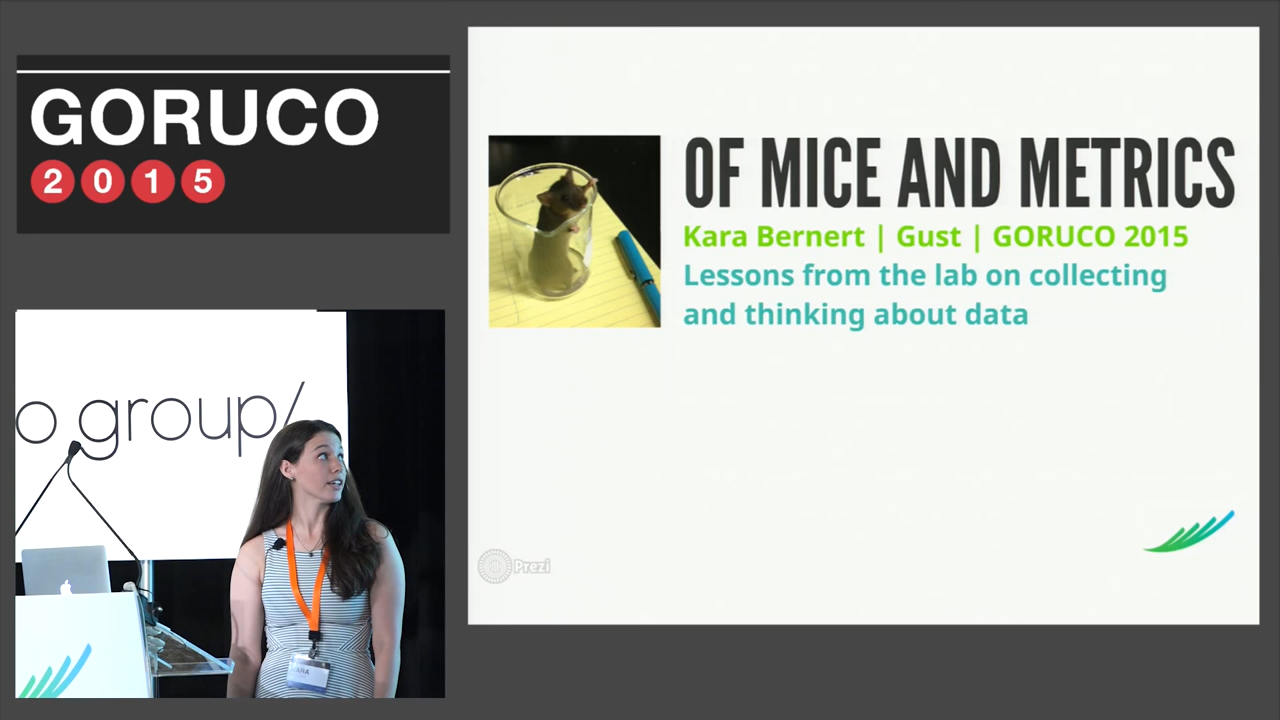 GORUCO
2015
OF MICE AND METRICS
Kara Bernert | Gust | GORUCO 2015
Lessons from the lab on collecting
and thinking about data
o group/
ARA
Prezi